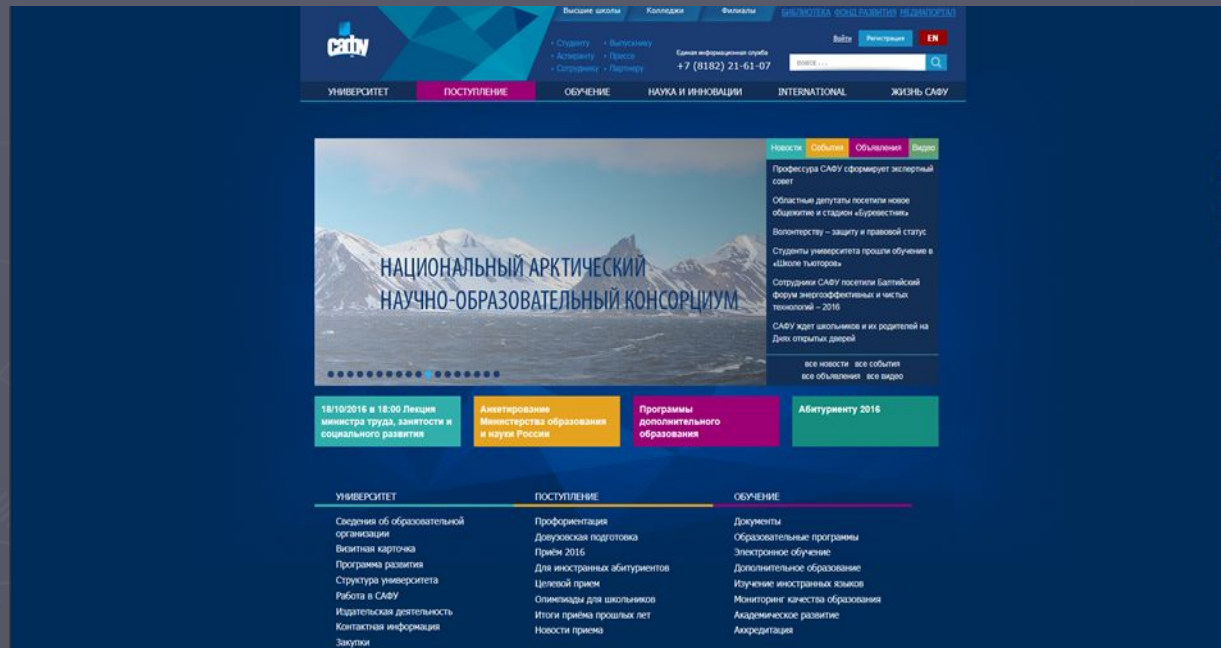 Высшие школы Колледжи Филиалы БИБЛИОТЕКА ФОНД РАЗВИТИЯ МЕДИАПОРТАЛ
сафу
• Студенту • Выпускнику
• Аспиранту • Прессе
• Сотруднику • Партнеру
Единая информационная служба
+7 (8182) 21-61-07
Войти Регистрация EN
поиск ...
УНИВЕРСИТЕТ ПОСТУПЛЕНИЕ ОБУЧЕНИЕ НАУКА И ИННОВАЦИИ INTERNATIONAL ЖИЗНЬ САФУ
НАЦИОНАЛЬНЫЙ АРКТИЧЕСКИЙ
НАУЧНО-ОБРАЗОВАТЕЛЬНЫЙ КОНСОРЦИУМ
Новости События Объявления Видео
Профессура САФУ сформирует экспертный
совет
Областные депутаты посетили новое
общежитие и стадион «Буревестник»
Волонтерству – защиту и правовой статус
Студенты университета прошли обучение в
«Школе тьюторов»
Сотрудники САФУ посетили Балтийский
форум энергоэффективных и чистых
технологий – 2016
САФУ ждет школьников и их родителей на
Днях открытых дверей
все новости все события
все объявления все видео
18/10/2016 в 18:00 Лекция
министра труда, занятости и
социального развития
Анкетирование
Министерства образования
и науки России
Программы
дополнительного
образования
Абитуриенту 2016
УНИВЕРСИТЕТ
Сведения об образовательной
организации
Визитная карточка
Программа развития
Структура университета
Работа в САФУ
Издательская деятельность
Контактная информация
Закупки
ПОСТУПЛЕНИЕ
Профориентация
Довузовская подготовка
Приём 2016
Для иностранных абитуриентов
Целевой прием
Олимпиады для школьников
Итоги приёма прошлых лет
Новости приема
ОБУЧЕНИЕ
Документы
Образовательные программы
Электронное обучение
Дополнительное образование
Изучение иностранных языков
Мониторинг качества образования
Академическое развитие
Аккредитация